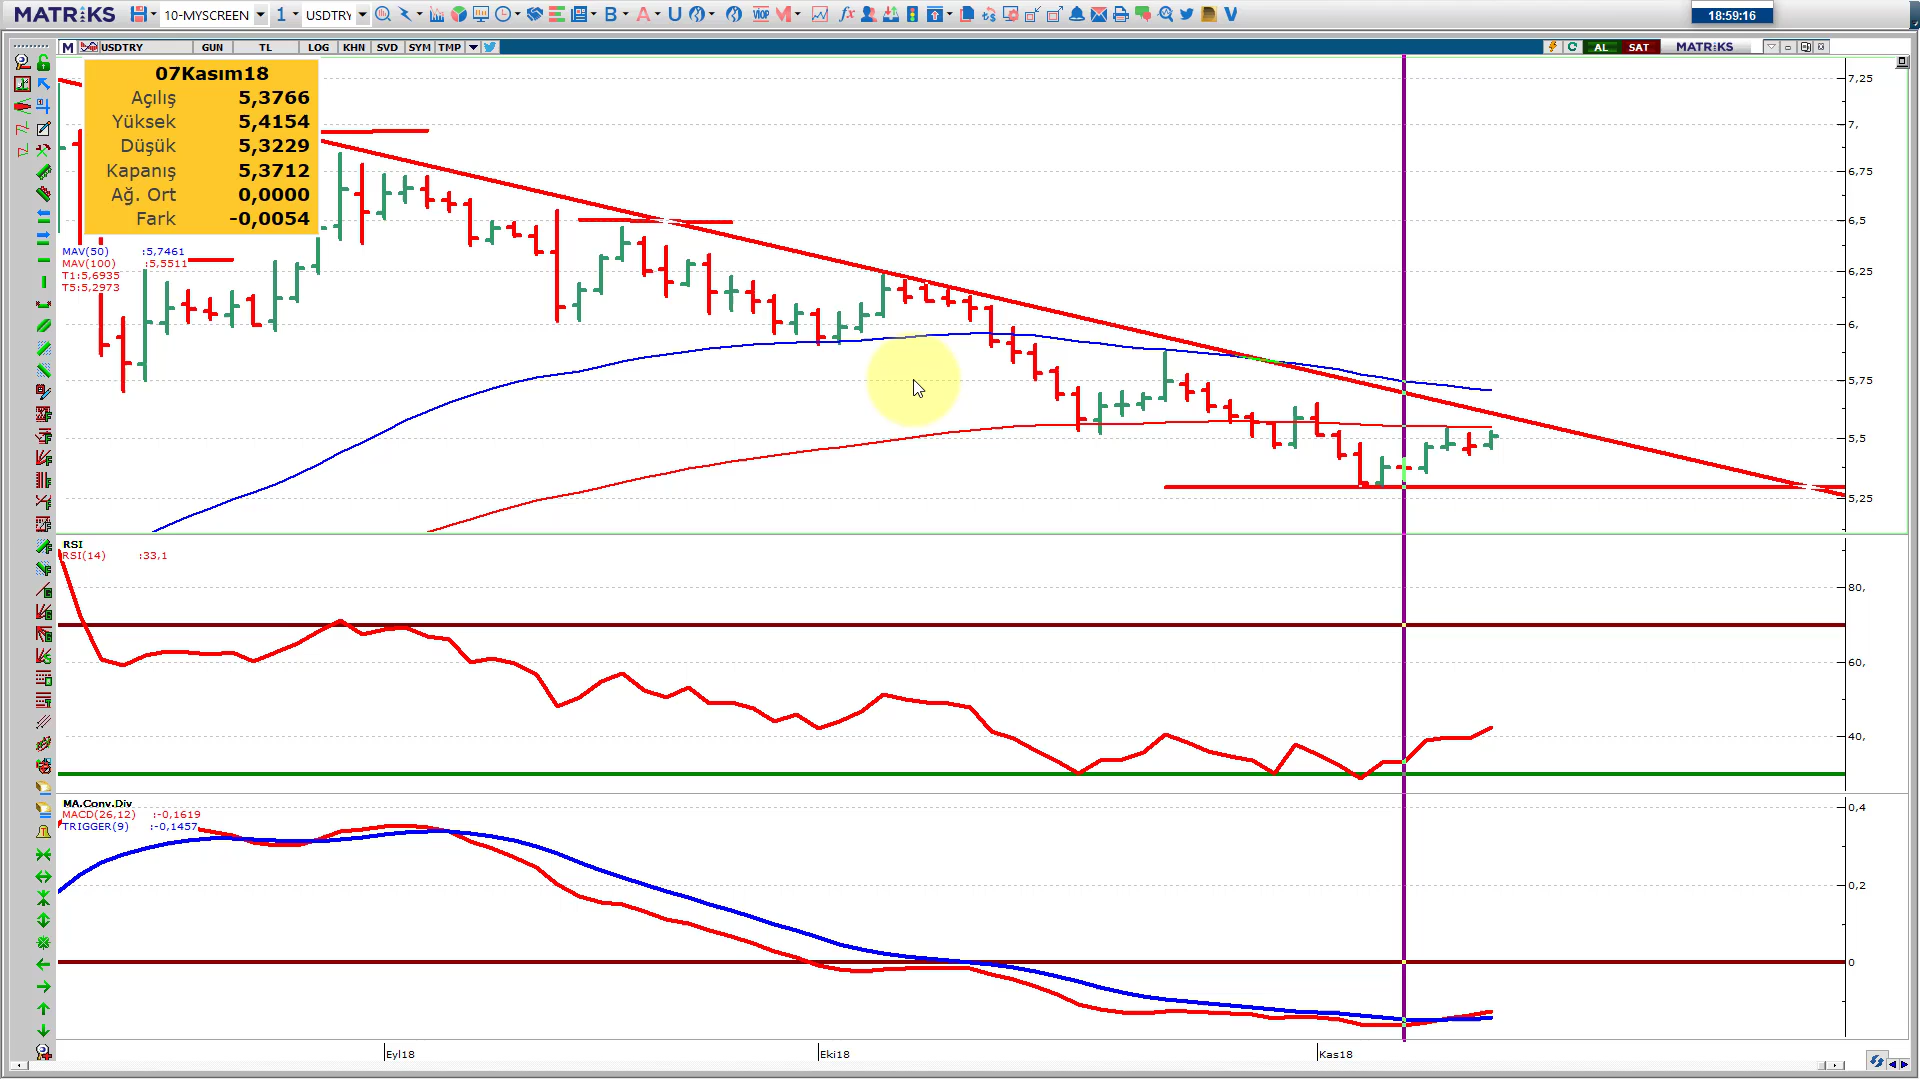 MATRİKS 10-MYSCREEN 1 USDTRY B A U VIOP M fx V 18:59:16
M USDTRY GUN TL LOG KHN SVD SYM TMP AL SAT MATRİKS
07Kasım18
Açılış 5,3766
Yüksek 5,4154
Düşük 5,3229
Kapanış 5,3712
Ağ. Ort 0,0000
Fark -0,0054
MAV(50) :5,7461
MAV(100) :5,5511
T1:5,6935
T5:5,2973
7,25
7,
6,75
6,5
6,25
6,
5,75
5,5
5,25
RSI
RSI(14) :33,1
80,
60,
40,
MA.Conv.Div
MACD(26,12) :-0,1619
TRIGGER(9) :-0,1457
0,4
0,2
0
Eyl18 Eki18 Kas18